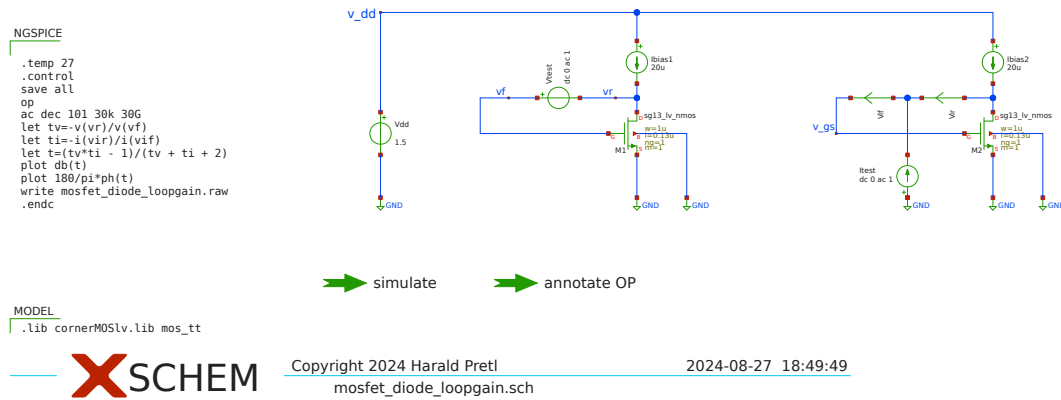 NGSPICE
.temp 27
.control
save all
op
ac dec 101 30k 30G
let tv=-v(vr)/v(vf)
let ti=-i(vir)/i(vif)
let t=(tv*ti - 1)/(tv + ti + 2)
plot db(t)
plot 180/pi*ph(t)
write mosfet_diode_loopgain.raw
.endc
v_dd
Vdd
1.5
GND
Vtest
dc 0 ac 1
vf
vr
Ibias1
20u
sg13_lv_nmos
D
G
B
S
w=1u
l=0.13u
ng=1
m=1
M1
GND
GND
Ibias2
20u
Vif
Vir
v_gs
Itest
dc 0 ac 1
sg13_lv_nmos
D
G
B
S
w=1u
l=0.13u
ng=1
m=1
M2
GND
GND
GND
simulate
annotate OP
MODEL
.lib cornerMOSlv.lib mos_tt
XSCHEM
Copyright 2024 Harald Pretl
2024-08-27 18:49:49
mosfet_diode_loopgain.sch